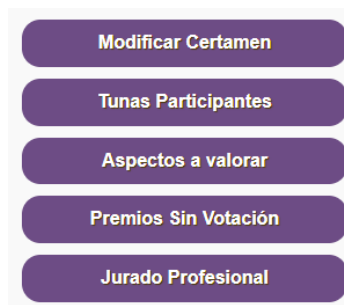 Modificar Certamen
Tunas Participantes
Aspectos a valorar
Premios Sin Votación
Jurado Profesional